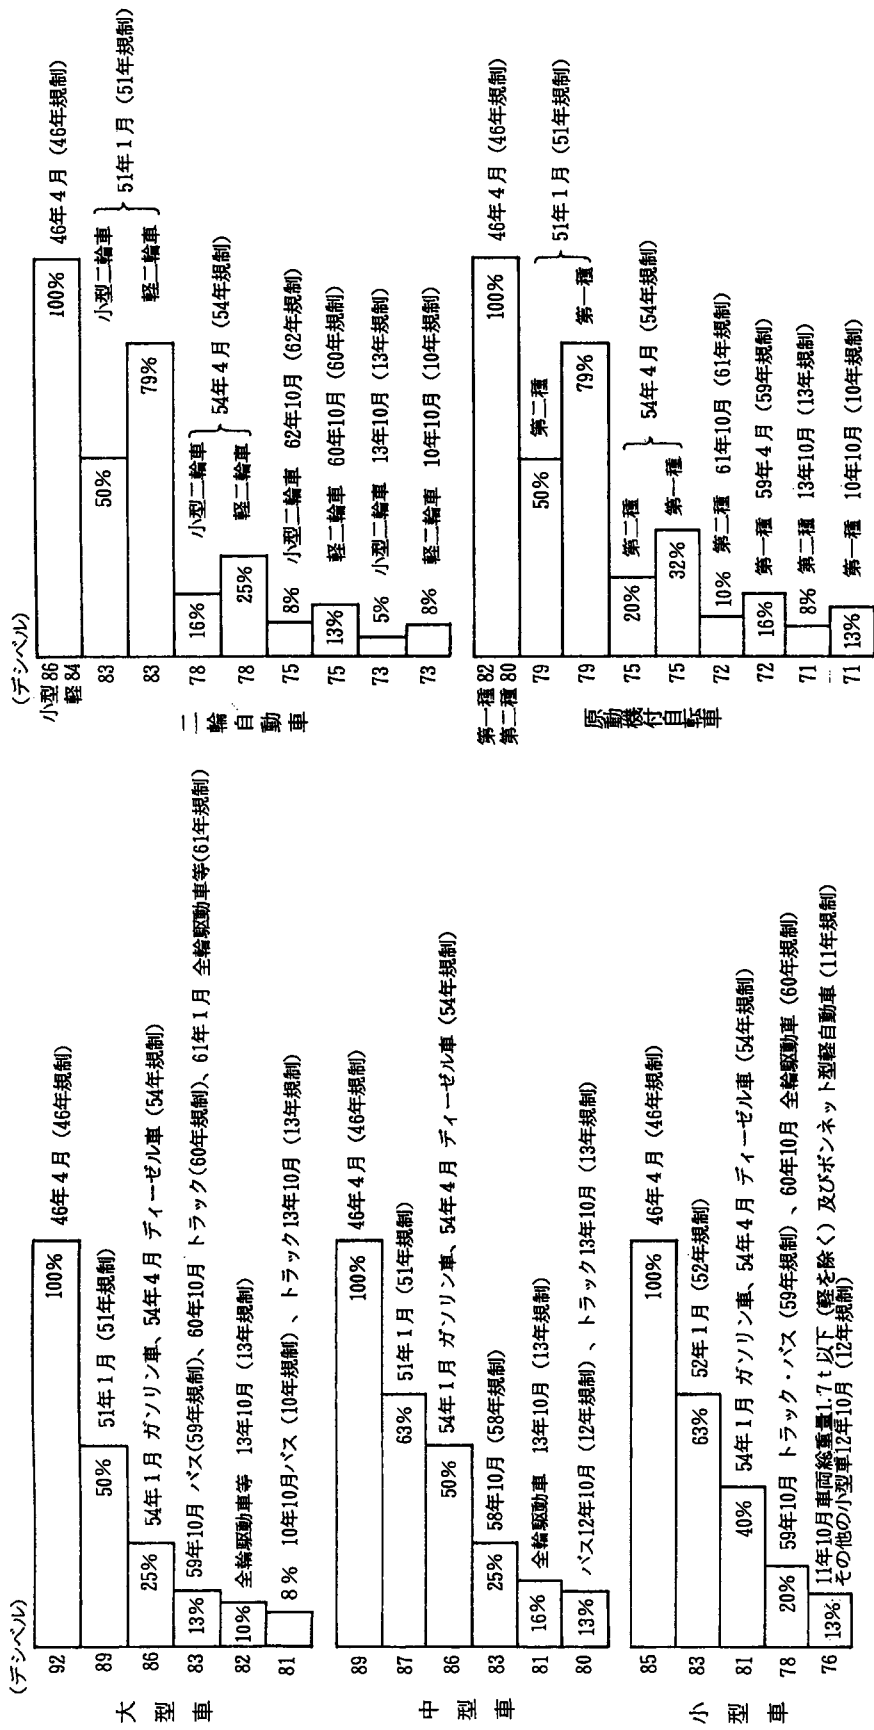 (デシベル)
大型車
92 100% 46年4月(46年規制)
89 50% 51年1月(51年規制)
86 25% 54年1月 ガソリン車、54年4月 ディーゼル車(54年規制)
83 13% 59年10月 バス(59年規制)、60年10月 トラック(60年規制)、61年1月 全輪駆動車等(61年規制)
82 10% 全輪駆動車等 13年10月(13年規制)
81 8% 10年10月バス(10年規制)、トラック13年10月(13年規制)
中型車
89 100% 46年4月(46年規制)
87 63% 51年1月(51年規制)
86 50% 54年1月 ガソリン車、54年4月 ディーゼル車(54年規制)
83 25% 58年10月(58年規制)
81 16% 全輪駆動車 13年10月(13年規制)
80 13% バス12年10月(12年規制)、トラック13年10月(13年規制)
小型車
85 100% 46年4月(46年規制)
83 63% 52年1月(52年規制)
81 40% 54年1月 ガソリン車、54年4月 ディーゼル車(54年規制)
78 20% 59年10月 トラック・バス(59年規制)、60年10月 全輪駆動車(60年規制)
76 13% 11年10月車両総重量1.7t以下(軽を除く)及びボンネット型軽自動車(11年規制)
その他の小型車12年10月(12年規制)
(デシベル)
二輪自動車
小型86
軽84 100% 46年4月(46年規制)
83 50% 小型二輪車
83 79% 軽二輪車
51年1月(51年規制)
78 16% 小型二輪車
78 25% 軽二輪車
54年4月(54年規制)
75 8% 小型二輪車 62年10月(62年規制)
75 13% 軽二輪車 60年10月(60年規制)
73 5% 小型二輪車 13年10月(13年規制)
73 8% 軽二輪車 10年10月(10年規制)
原動機付自転車
第一種82
第二種80 100% 46年4月(46年規制)
79 50% 第二種
79 79% 第一種
51年1月(51年規制)
75 20% 第二種
75 32% 第一種
54年4月(54年規制)
72 10% 第二種 61年10月(61年規制)
72 16% 第一種 59年4月(59年規制)
71 8% 第二種 13年10月(13年規制)
71 13% 第一種 10年10月(10年規制)